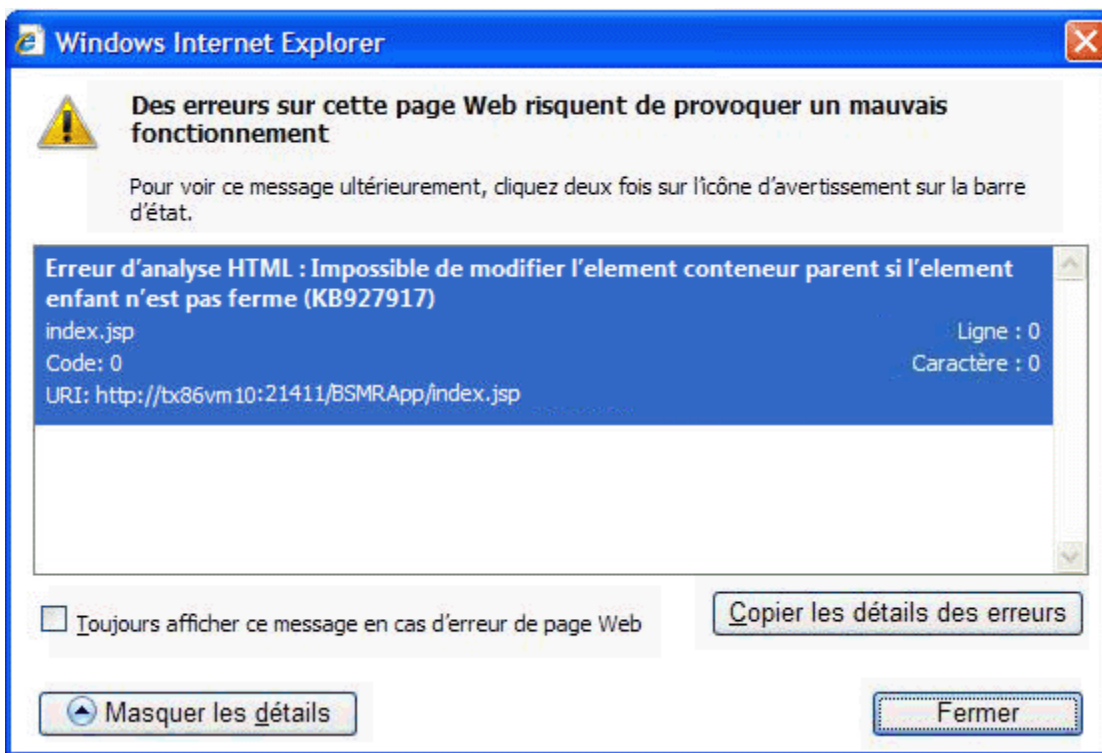 Windows Internet Explorer
Des erreurs sur cette page Web risquent de provoquer un mauvais
fonctionnement
Pour voir ce message ultérieurement, cliquez deux fois sur l'icône d'avertissement sur la barre
d'état.
Erreur d'analyse HTML : Impossible de modifier l'element conteneur parent si l'element
enfant n'est pas ferme (KB927917)
index.jsp
Ligne : 0
Code: 0
Caractère : 0
URI: http://tx86vm10:21411/BSMRApp/index.jsp
Toujours afficher ce message en cas d'erreur de page Web
Copier les détails des erreurs
Masquer les détails
Fermer